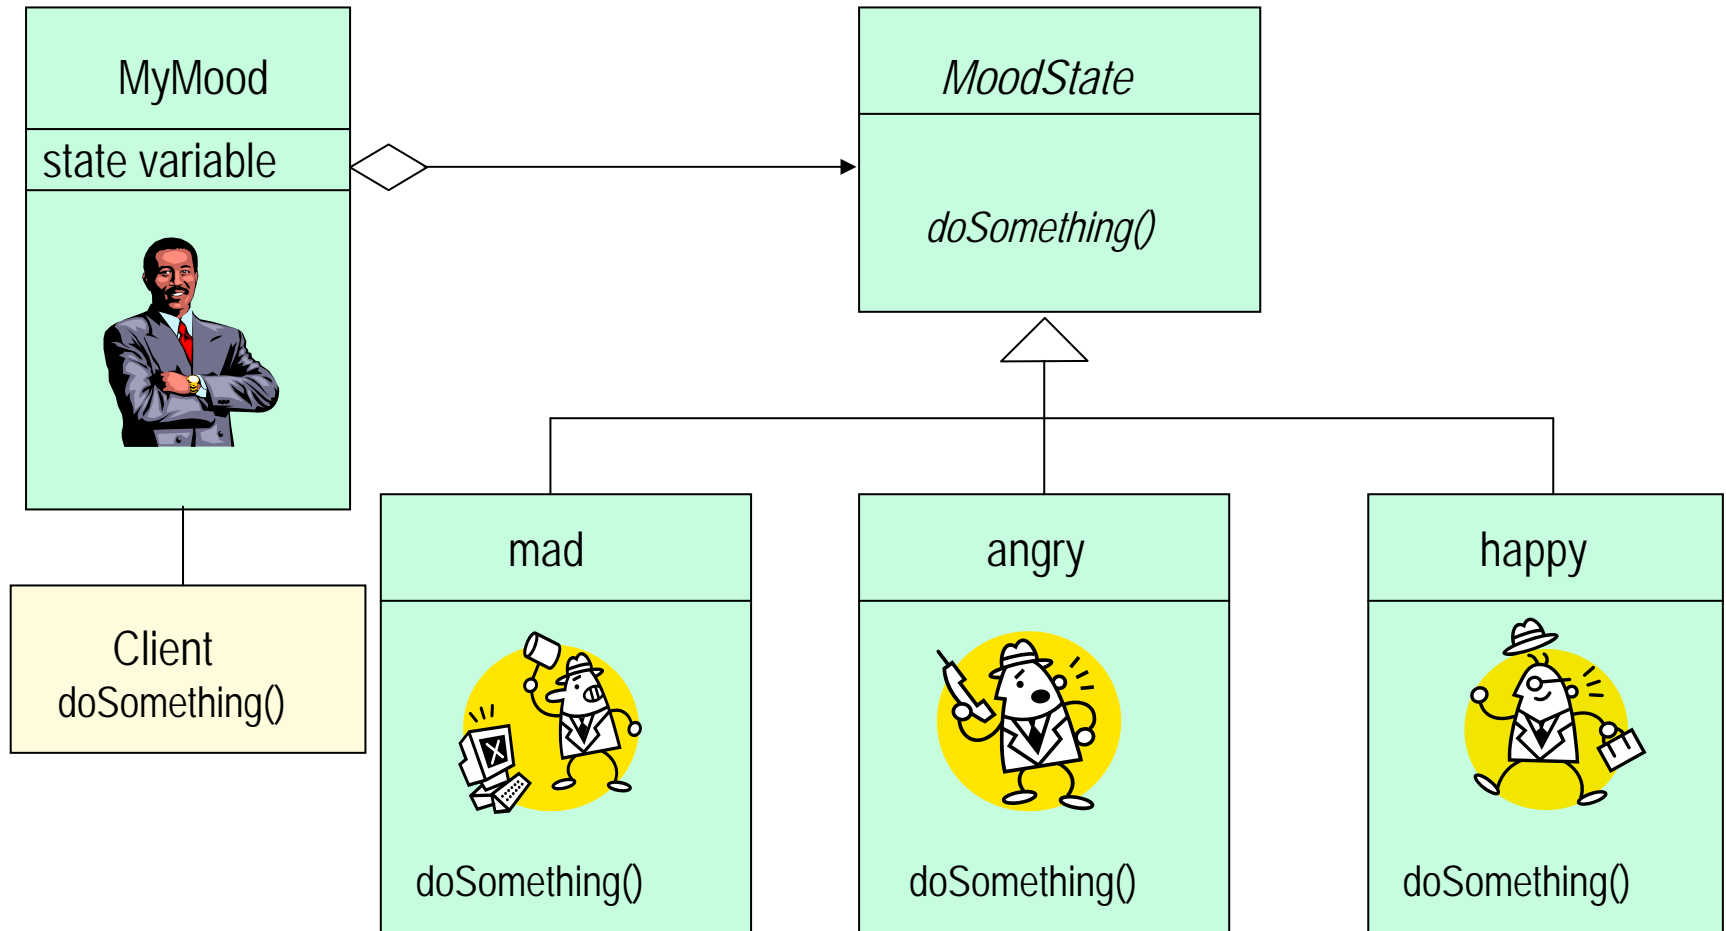 MyMood
state variable
MoodState
doSomething()
Client
doSomething()
mad
doSomething()
angry
doSomething()
happy
doSomething()